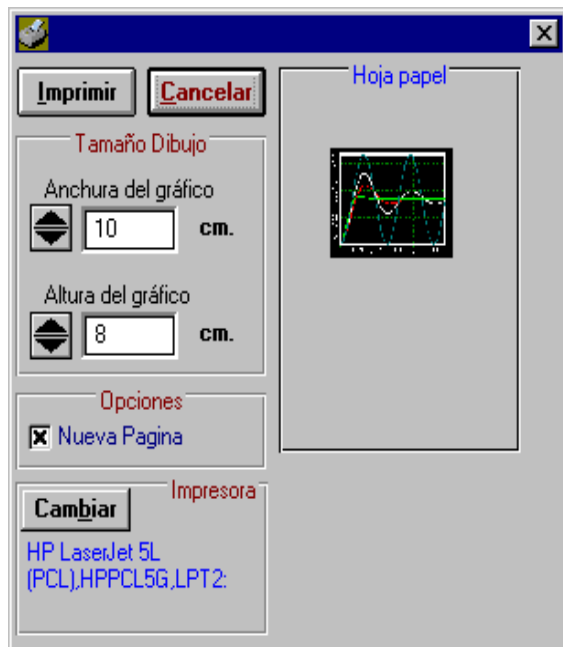 Imprimir
Cancelar
Tamaño Dibujo
Anchura del gráfico
10
cm.
Altura del gráfico
8
cm.
Opciones
Nueva Pagina
Impresora
Cambiar
HP LaserJet 5L
(PCL),HPPCL5G,LPT2:
Hoja papel